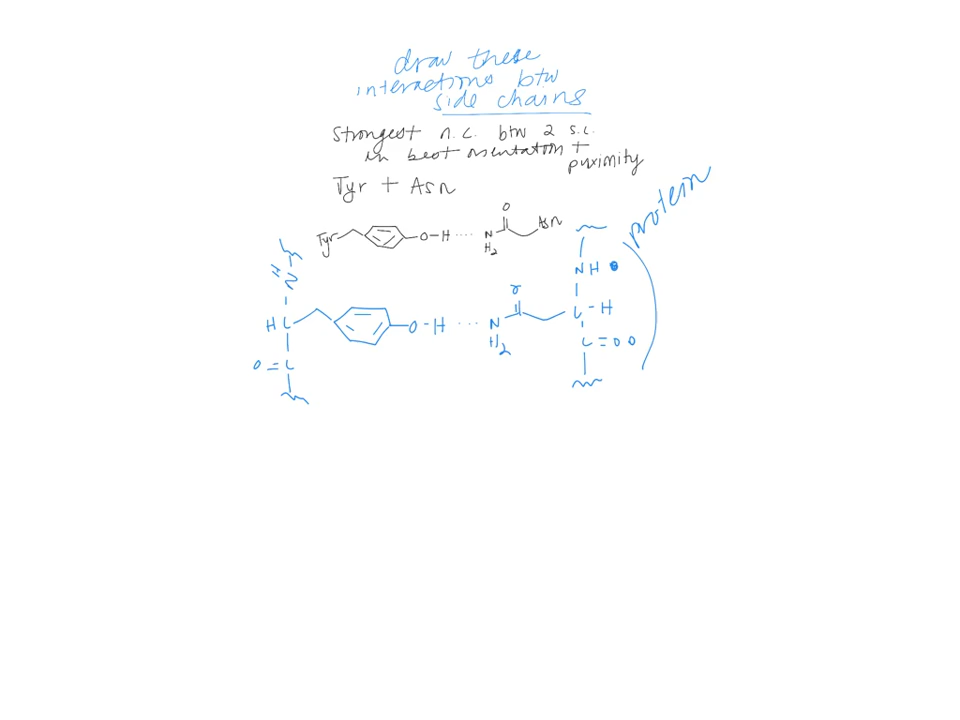 draw these
interactions btw
side chains
Strongest n.c. btw 2 s.c.
in best orientation +
proximity
Tyr + Asn
protein
O
Tyr O-H ···· N Asn
H2
H N
NH
O
HC O-H ··· N C-H
H2
O=C C=O O